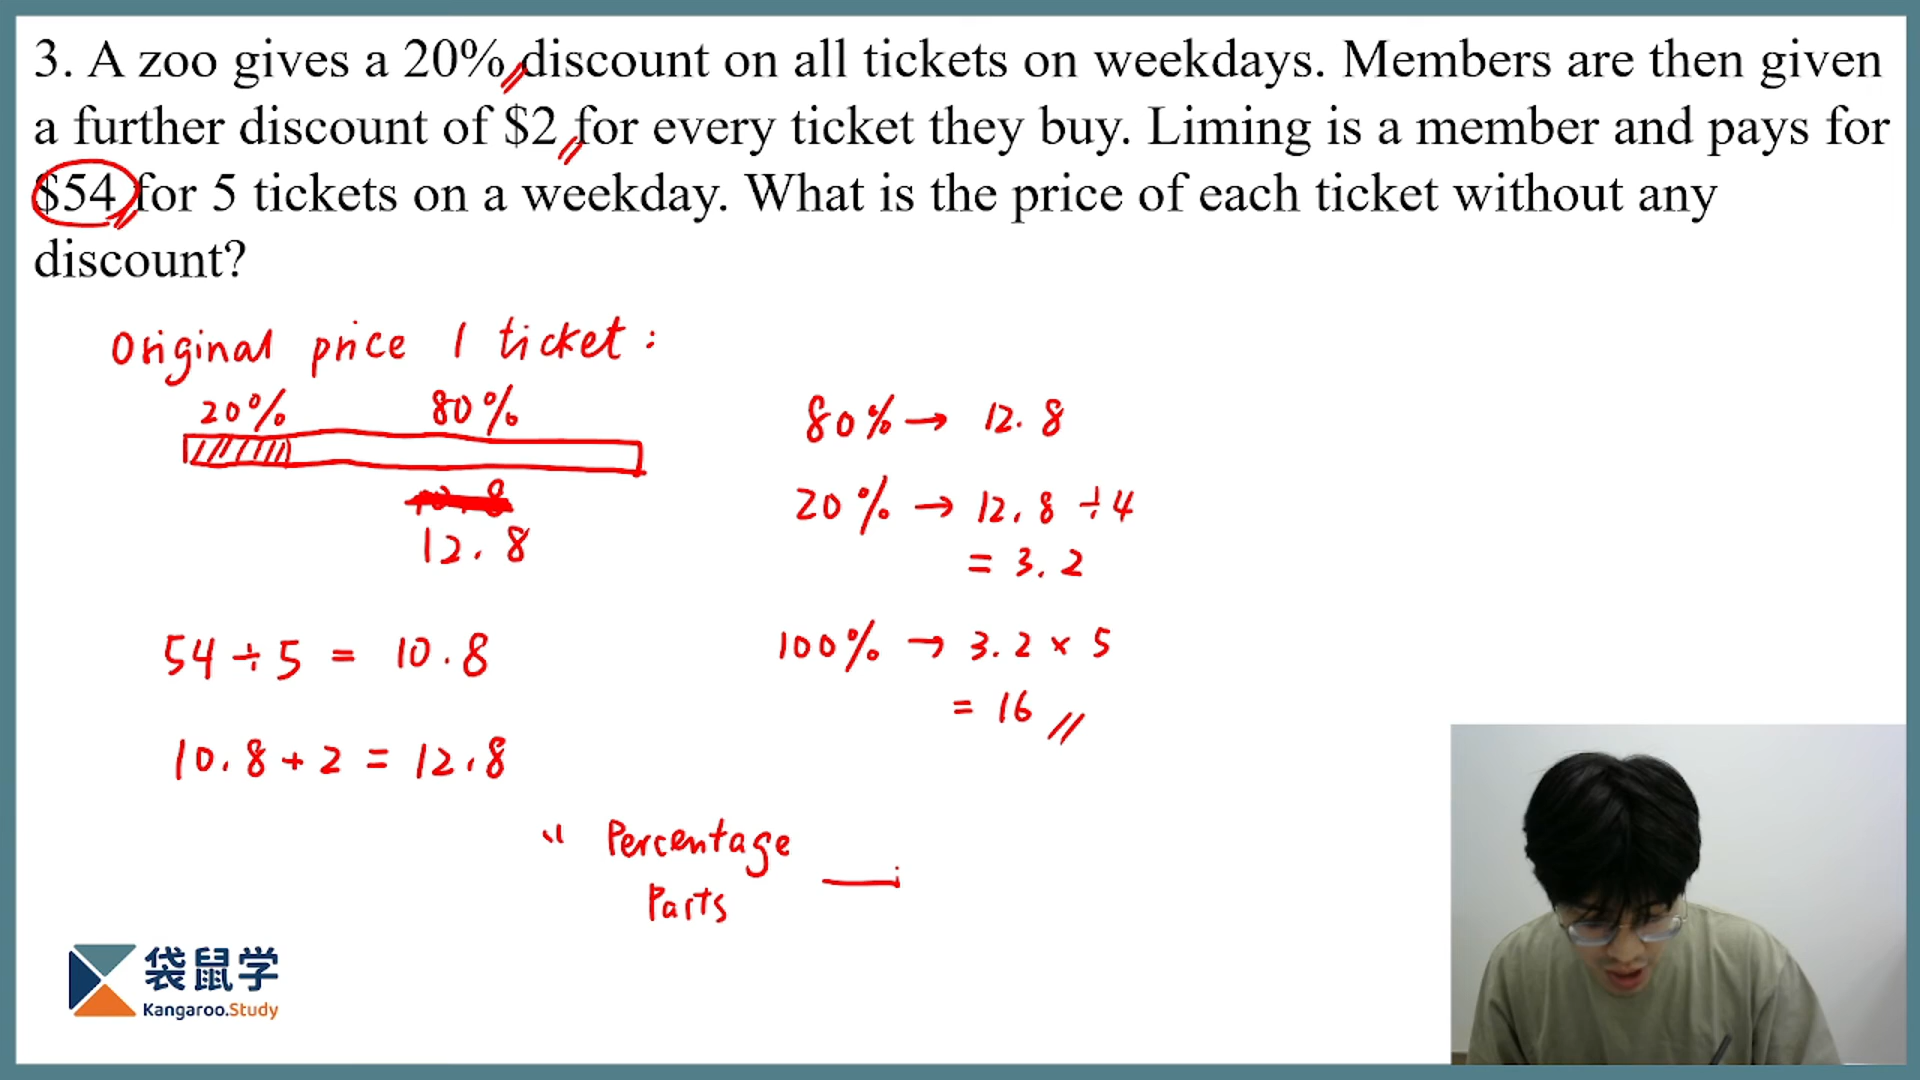 3. A zoo gives a 20% discount on all tickets on weekdays. Members are then given
a further discount of $2 for every ticket they buy. Liming is a member and pays for
$54 for 5 tickets on a weekday. What is the price of each ticket without any
discount?
Original price 1 ticket:
20% 80%
12.8
54 ÷ 5 = 10.8
10.8 + 2 = 12.8
80% → 12.8
20% → 12.8 ÷ 4
= 3.2
100% → 3.2 × 5
= 16
" Percentage
Parts
袋鼠学
Kangaroo.Study